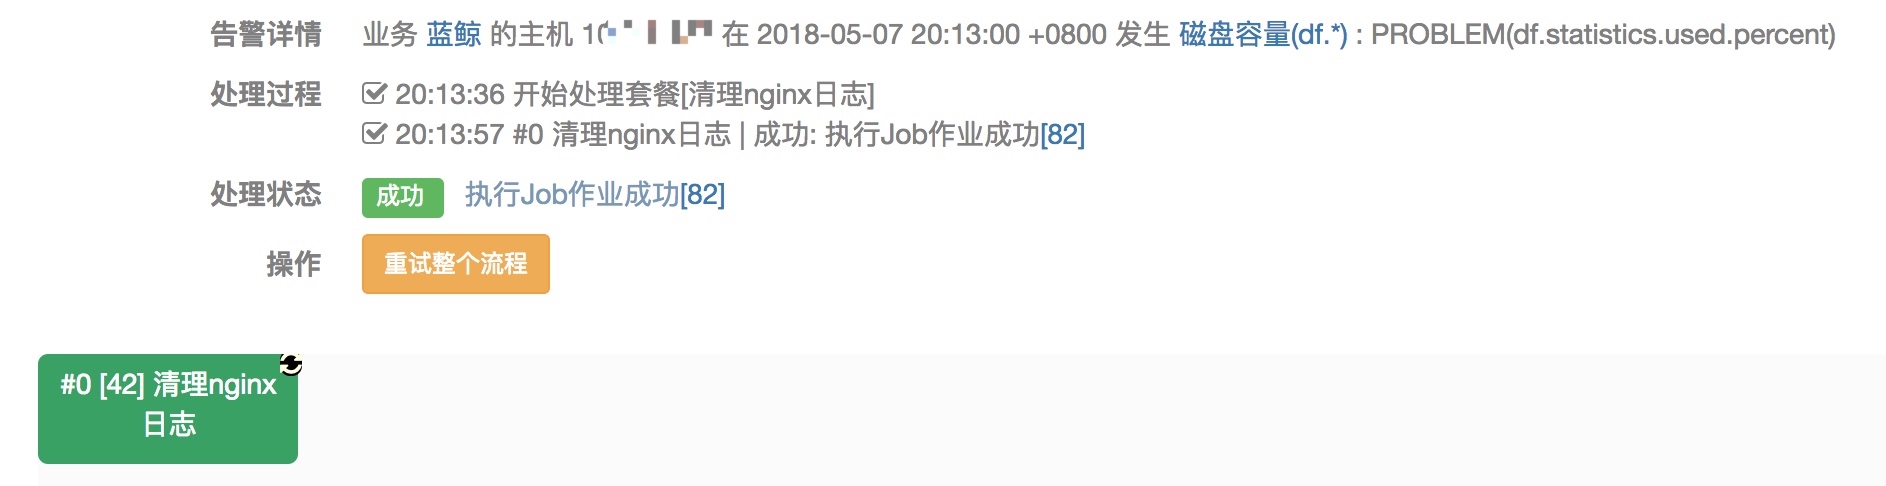 告警详情 业务 蓝鲸 的主机 10 在 2018-05-07 20:13:00 +0800 发生 磁盘容量(df.*) : PROBLEM(df.statistics.used.percent)
处理过程 20:13:36 开始处理套餐[清理nginx日志]
20:13:57 #0 清理nginx日志 | 成功: 执行Job作业成功[82]
处理状态 成功 执行Job作业成功[82]
操作 重试整个流程
#0 [42] 清理nginx
日志